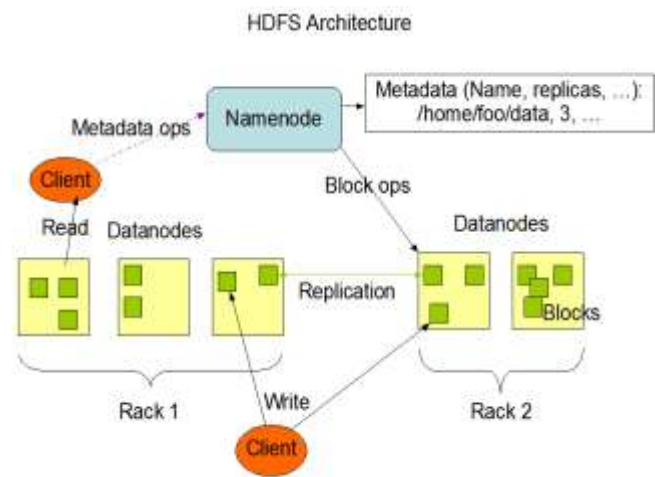 HDFS Architecture
Metadata (Name, replicas, ...):
/home/foo/data, 3, ...
Namenode
Metadata ops
Client
Block ops
Read
Datanodes
Datanodes
Replication
Blocks
Rack 1
Write
Rack 2
Client